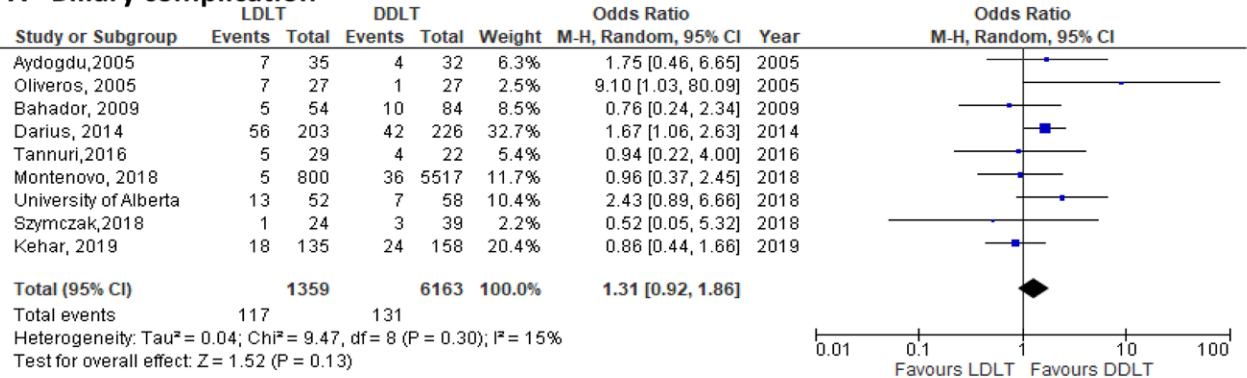 Biliary complication
LDLT DDLT Odds Ratio Odds Ratio
Study or Subgroup Events Total Events Total Weight M-H, Random, 95% CI Year M-H, Random, 95% CI
Aydogdu,2005 7 35 4 32 6.3% 1.75 [0.46, 6.65] 2005
Oliveros, 2005 7 27 1 27 2.5% 9.10 [1.03, 80.09] 2005
Bahador, 2009 5 54 10 84 8.5% 0.76 [0.24, 2.34] 2009
Darius, 2014 56 203 42 226 32.7% 1.67 [1.06, 2.63] 2014
Tannuri,2016 5 29 4 22 5.4% 0.94 [0.22, 4.00] 2016
Montenovo, 2018 5 800 36 5517 11.7% 0.96 [0.37, 2.45] 2018
University of Alberta 13 52 7 58 10.4% 2.43 [0.89, 6.66] 2018
Szymczak,2018 1 24 3 39 2.2% 0.52 [0.05, 5.32] 2018
Kehar, 2019 18 135 24 158 20.4% 0.86 [0.44, 1.66] 2019
Total (95% CI) 1359 6163 100.0% 1.31 [0.92, 1.86]
Total events 117 131
Heterogeneity: Tau² = 0.04; Chi² = 9.47, df = 8 (P = 0.30); I² = 15%
Test for overall effect: Z = 1.52 (P = 0.13)
0.01 0.1 1 10 100
Favours LDLT Favours DDLT